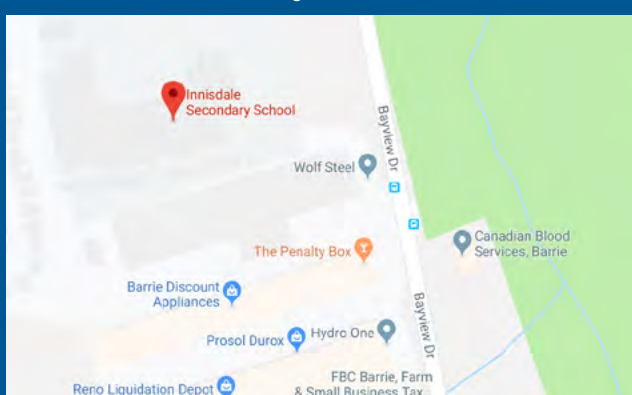 Innisdale
Secondary School
Bayview Dr
Wolf Steel
Canadian Blood
Services, Barrie
The Penalty Box
Barrie Discount
Appliances
Bayview Dr
Prosol Durox
Hydro One
FBC Barrie, Farm
& Small Business Tax
Reno Liquidation Depot